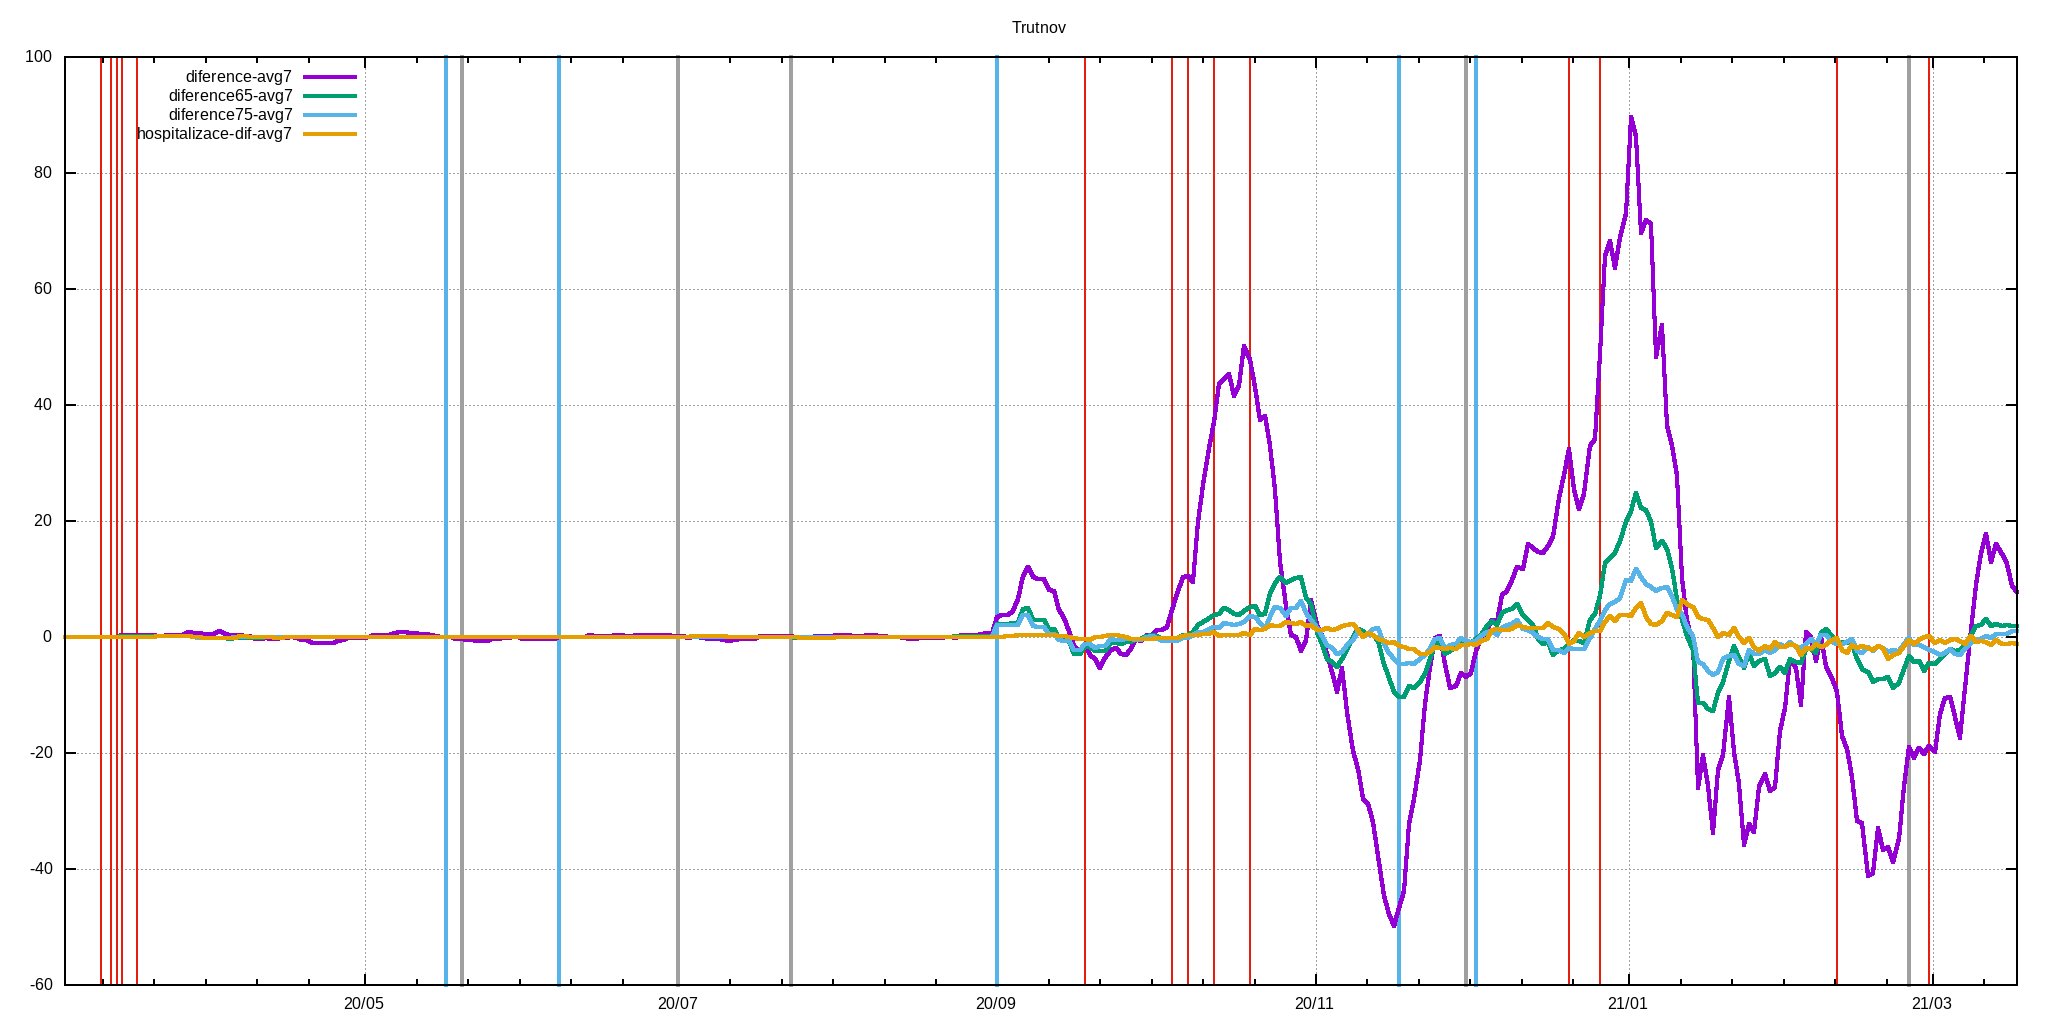 Trutnov
100
80
60
40
20
0
-20
-40
-60
diference-avg7
diference65-avg7
diference75-avg7
hospitalizace-dif-avg7
20/05 20/07 20/09 20/11 21/01 21/03